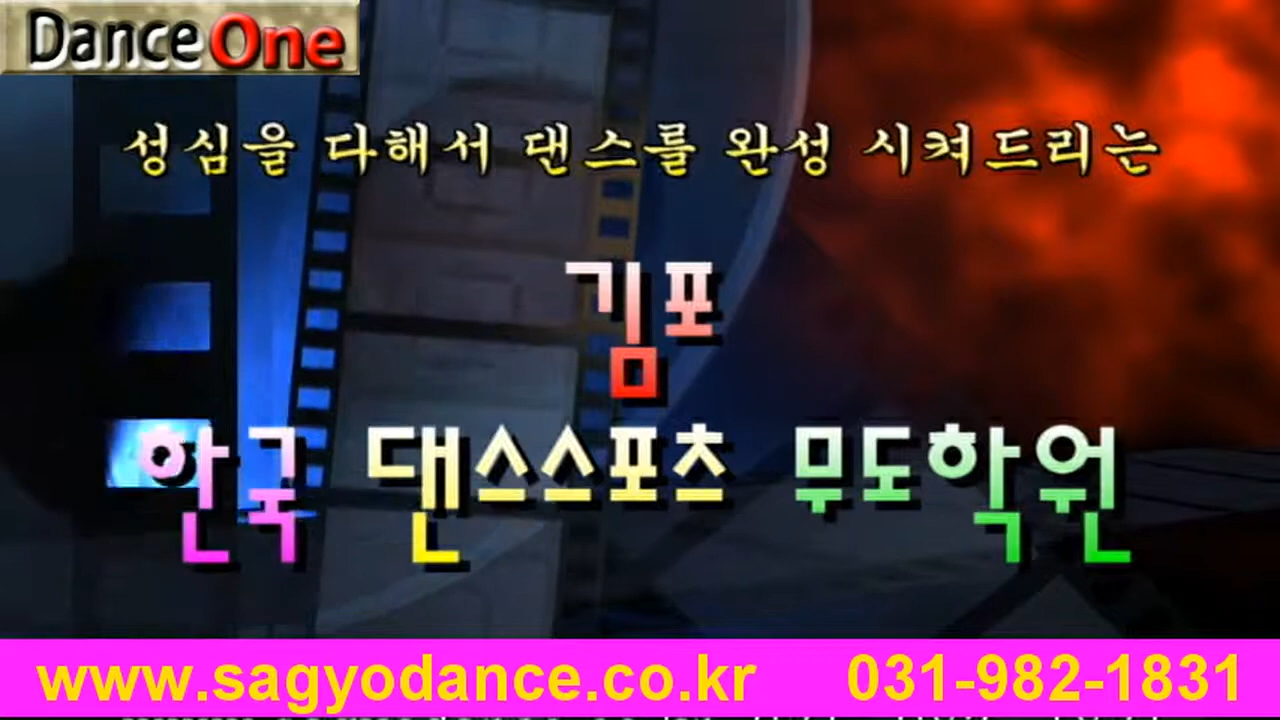 Dance One
성심을 다해서 댄스를 완성 시켜드리는
김포
한국 댄스스포츠 무도학원
www.sagyodance.co.kr 031-982-1831